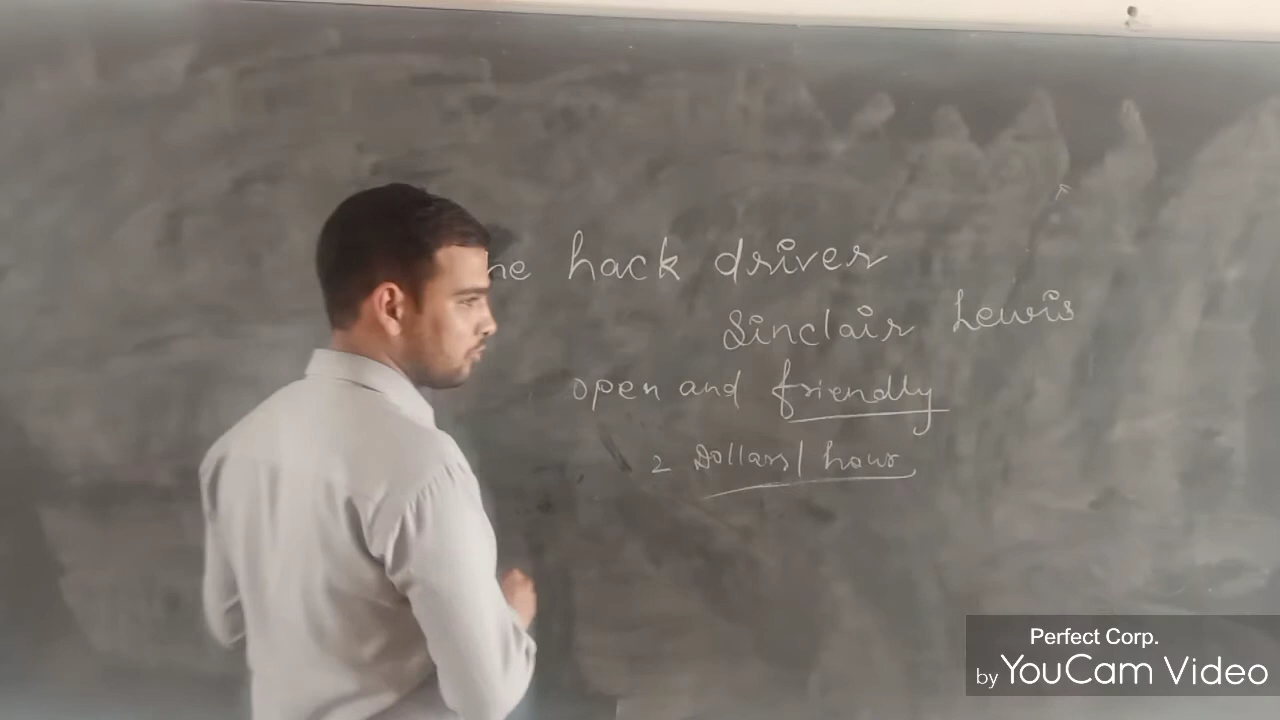 he hack driver
Sinclair Lewis
open and friendly
2 Dollars/ hour
Perfect Corp.
by YouCam Video